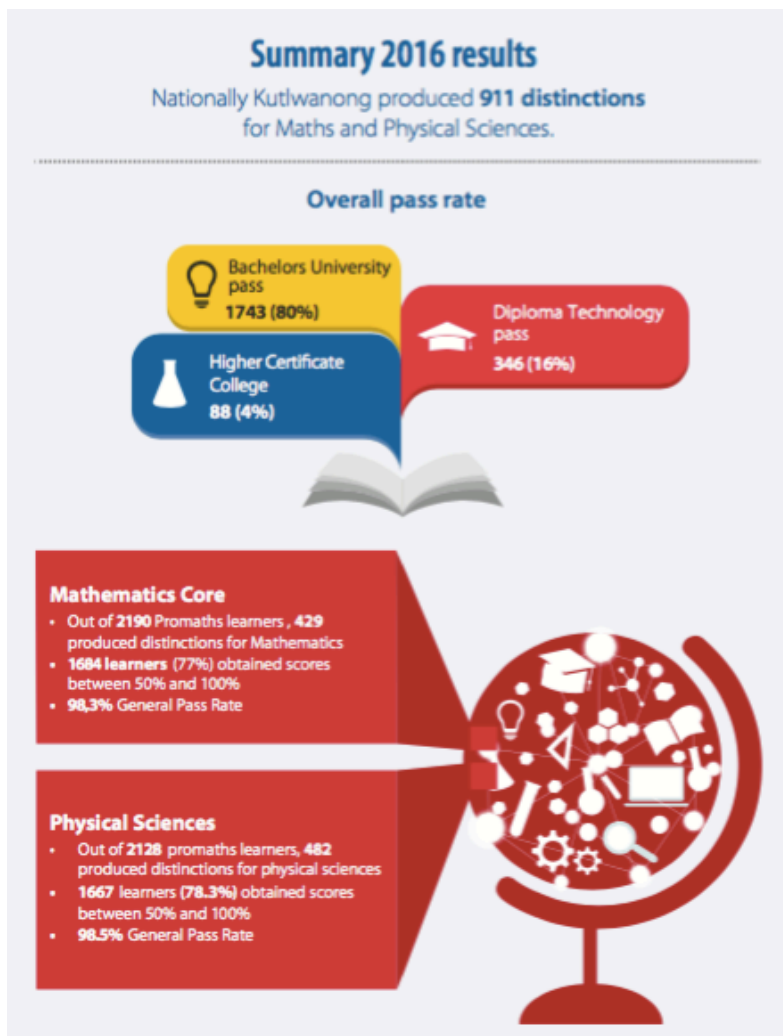 Summary 2016 results
Nationally Kutlwanong produced 911 distinctions
for Maths and Physical Sciences.
Overall pass rate
Bachelors University
pass
1743 (80%)
Diploma Technology
pass
346 (16%)
Higher Certificate
College
88 (4%)
Mathematics Core
• Out of 2190 Promaths learners , 429
produced distinctions for Mathematics
• 1684 learners (77%) obtained scores
between 50% and 100%
• 98,3% General Pass Rate
Physical Sciences
• Out of 2128 promaths learners, 482
produced distinctions for physical sciences
• 1667 learners (78.3%) obtained scores
between 50% and 100%
• 98.5% General Pass Rate